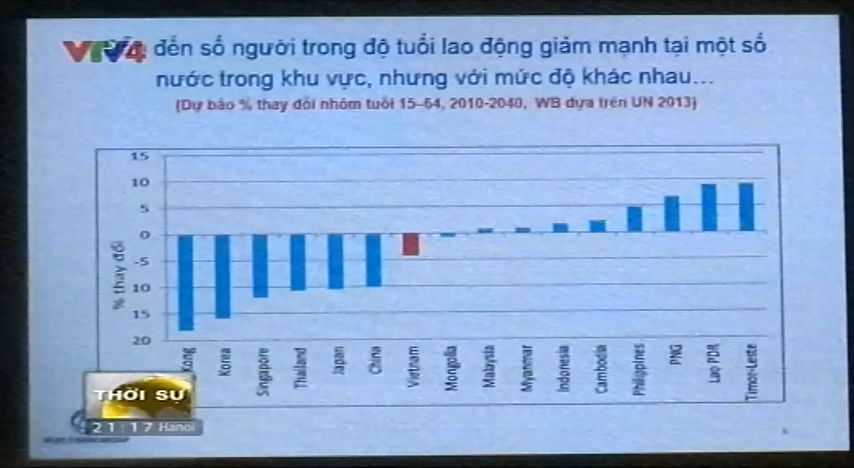 VTV4 đến số người trong độ tuổi lao động giảm mạnh tại một số
nước trong khu vực, nhưng với mức độ khác nhau...
(Dự báo % thay đổi nhóm tuổi 15–64, 2010-2040, WB dựa trên UN 2013)
15
10
5
0
-5
10
15
20
% thay đổi
Kong
Korea
Singapore
Thailand
Japan
China
Vietnam
Mongolia
Malaysia
Myanmar
Indonesia
Cambodia
Philippines
PNG
Lao PDR
Timor-Leste
THỜI SỰ
21:17 Hanoi